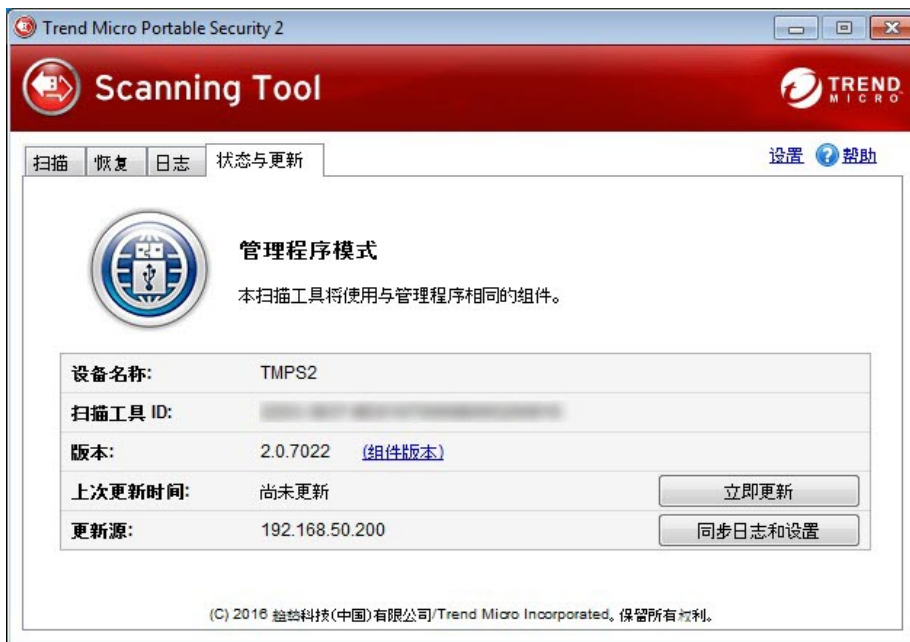 Trend Micro Portable Security 2
Scanning Tool
TREND
MICRO
扫描 恢复 日志 状态与更新 设置 帮助
管理程序模式
本扫描工具将使用与管理程序相同的组件。
设备名称: TMPS2
扫描工具 ID:
版本: 2.0.7022 (组件版本)
上次更新时间: 尚未更新 立即更新
更新源: 192.168.50.200 同步日志和设置
(C) 2016 趋势科技(中国)有限公司/Trend Micro Incorporated。保留所有权利。